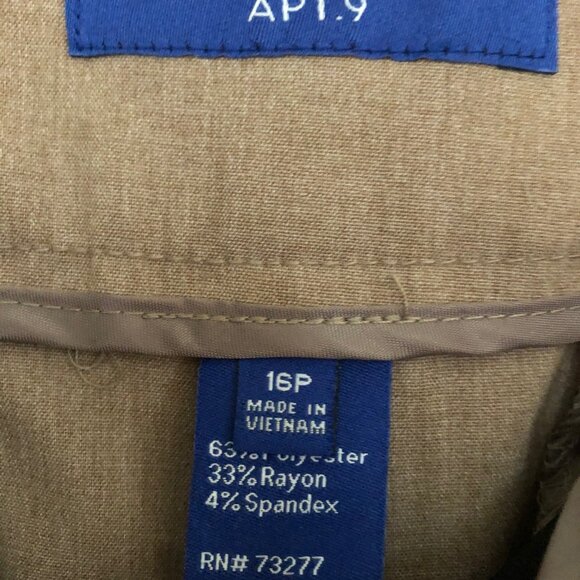 APT.9
16P
MADE IN
VIETNAM
63% Polyester
33% Rayon
4% Spandex
RN# 73277